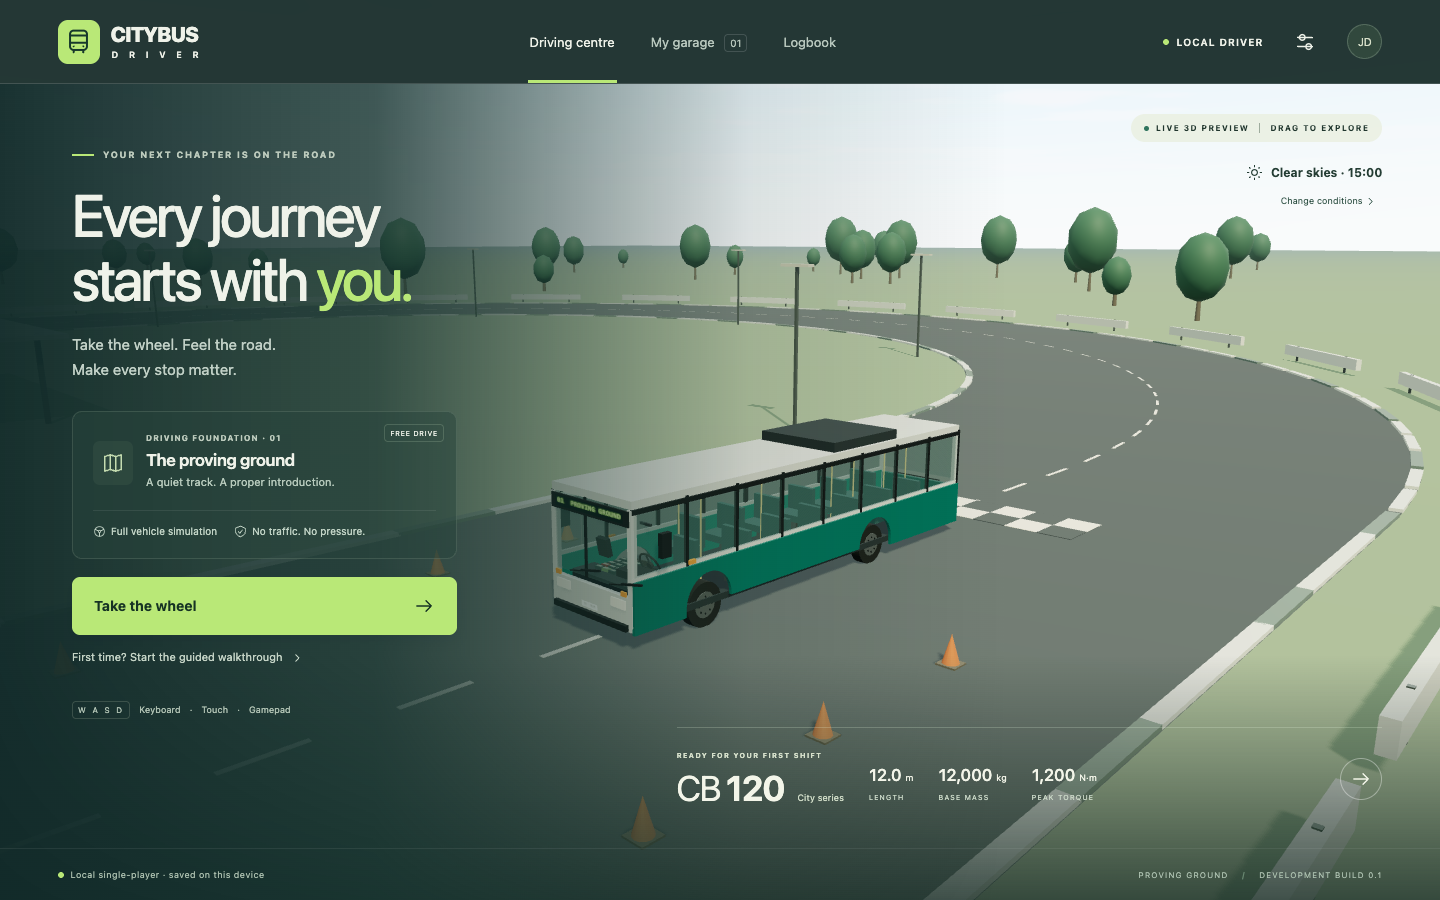 CITYBUS
DRIVER
Driving centre
My garage 01
Logbook
LOCAL DRIVER
JD
LIVE 3D PREVIEW | DRAG TO EXPLORE
Clear skies · 15:00
Change conditions
YOUR NEXT CHAPTER IS ON THE ROAD
Every journey
starts with you.
Take the wheel. Feel the road.
Make every stop matter.
DRIVING FOUNDATION · 01
FREE DRIVE
The proving ground
A quiet track. A proper introduction.
Full vehicle simulation
No traffic. No pressure.
Take the wheel
First time? Start the guided walkthrough
W A S D Keyboard · Touch · Gamepad
01 PROVING GROUND
READY FOR YOUR FIRST SHIFT
CB 120 City series
12.0 m
LENGTH
12,000 kg
BASE MASS
1,200 N·m
PEAK TORQUE
Local single-player · saved on this device
PROVING GROUND / DEVELOPMENT BUILD 0.1